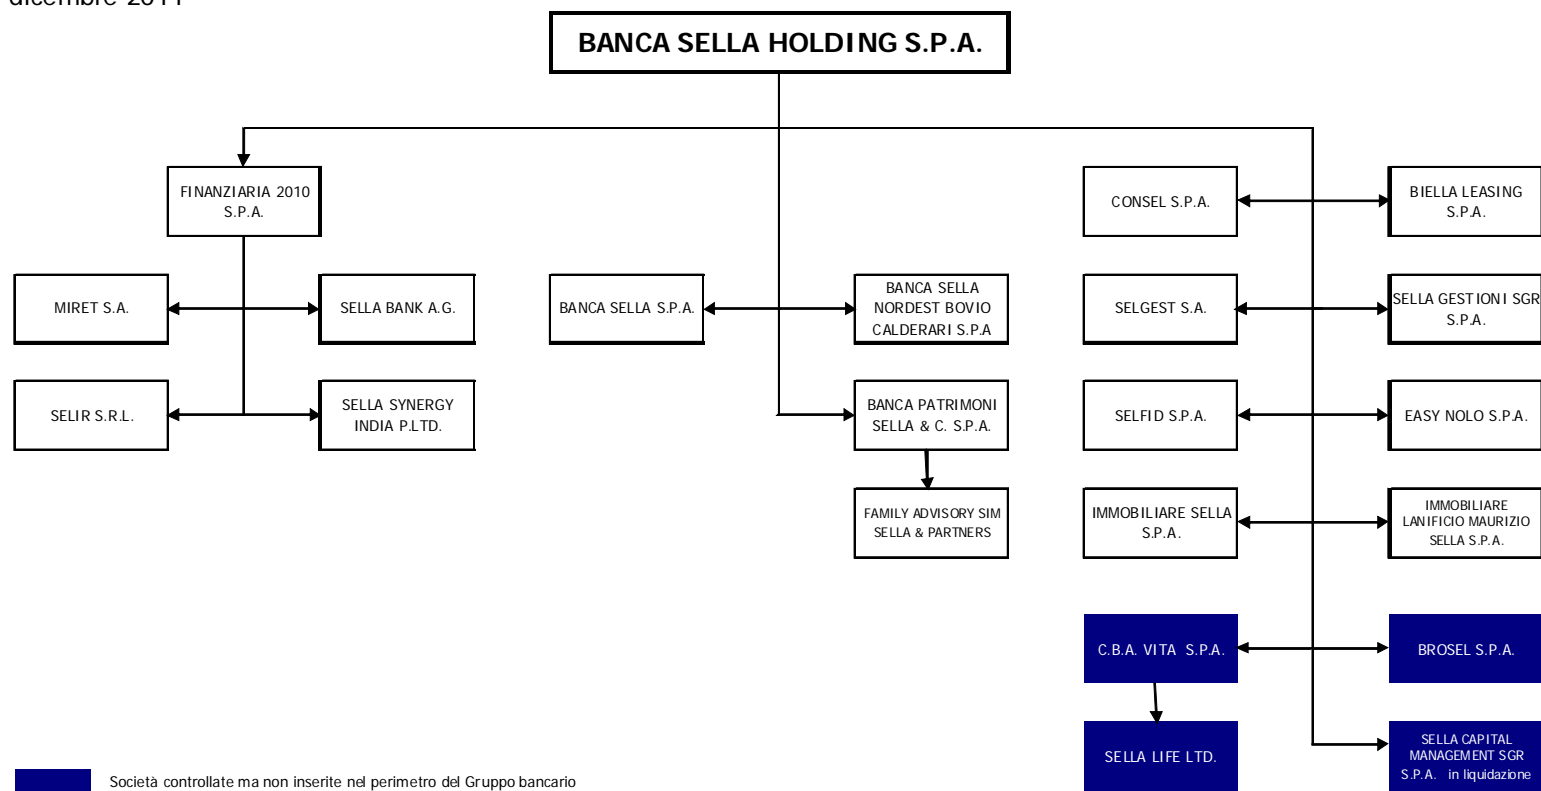 dicembre 2011
BANCA SELLA HOLDING S.P.A.
FINANZIARIA 2010
S.P.A.
CONSEL S.P.A.
BIELLA LEASING
S.P.A.
MIRET S.A.
SELLA BANK A.G.
BANCA SELLA S.P.A.
BANCA SELLA
NORDEST BOVIO
CALDERARI S.P.A
SELGEST S.A.
SELLA GESTIONI SGR
S.P.A.
SELIR S.R.L.
SELLA SYNERGY
INDIA P.LTD.
BANCA PATRIMONI
SELLA & C. S.P.A.
SELFID S.P.A.
EASY NOLO S.P.A.
FAMILY ADVISORY SIM
SELLA & PARTNERS
IMMOBILIARE SELLA
S.P.A.
IMMOBILIARE
LANIFICIO MAURIZIO
SELLA S.P.A.
C.B.A. VITA S.P.A.
BROSEL S.P.A.
SELLA LIFE LTD.
SELLA CAPITAL
MANAGEMENT SGR
S.P.A. in liquidazione
Società controllate ma non inserite nel perimetro del Gruppo bancario